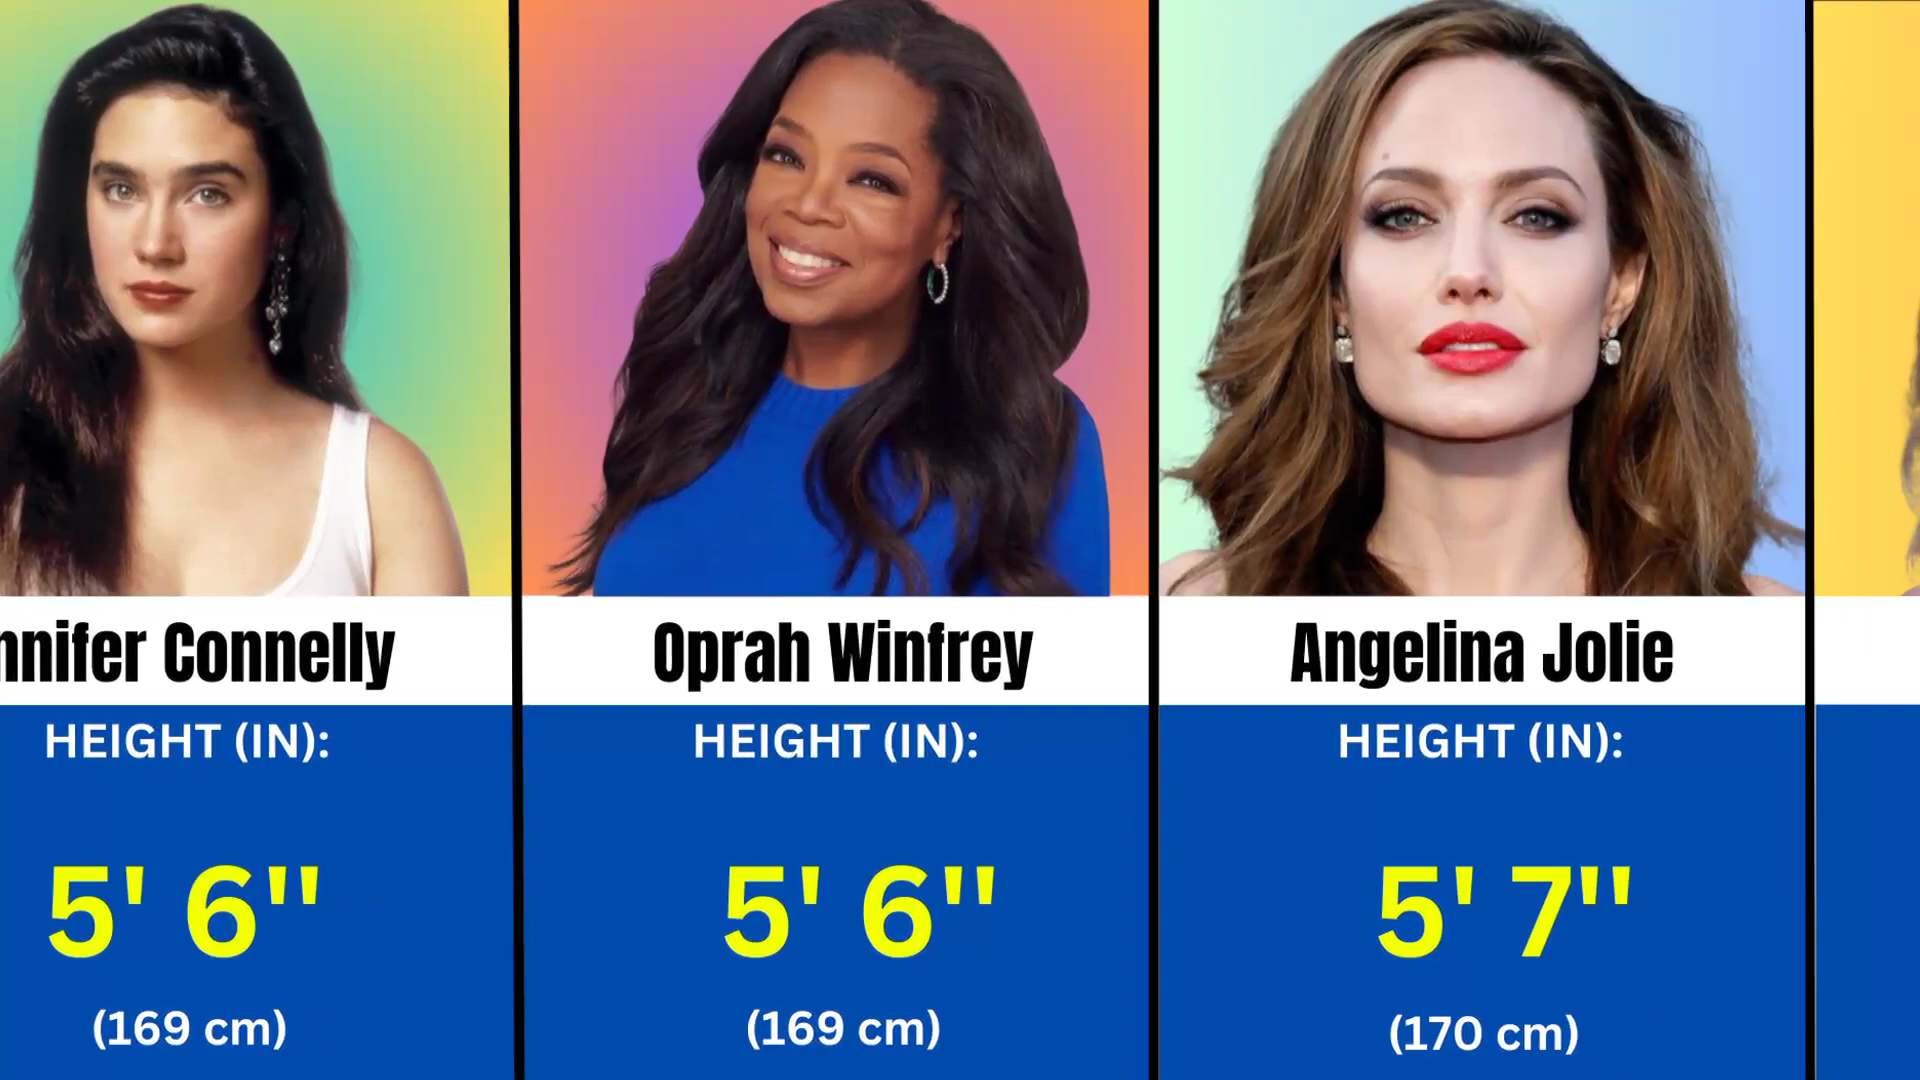 nnifer Connelly
HEIGHT (IN):
5' 6''
(169 cm)
Oprah Winfrey
HEIGHT (IN):
5' 6''
(169 cm)
Angelina Jolie
HEIGHT (IN):
5' 7''
(170 cm)